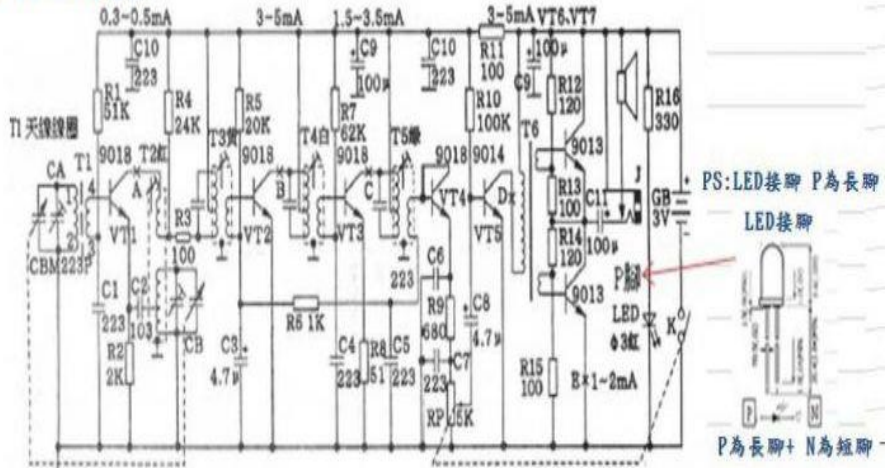 0.3~0.5mA
3~5mA
1.5~3.5mA
3~5mA
VT6、VT7
C10
223
C9
100μ
C10
223
R11
100
100μ
C9
R12
120
R1
51K
R4
24K
R5
20K
R7
62K
R10
100K
R16
330
T1 天線線圈
T3黃
T4白
T5綠
T6
CA
T1
9018
T2紅
9018
9018
9018
9014
9013
J
4
1
2
3
A
B
C
D
VT4
R13
100
C11
GB
3V
PS:LED接腳 P為長腳
LED接腳
CBM223P
VT1
R3
100
VT2
VT3
VT5
R14
120
100μ
223
C6
P腳
9013
C1
223
C2
103
CB
R6 1K
R9
680
C8
4.7μ
LED
Φ3紅
K
R2
2K
C3
4.7μ
C4
223
R8
51
C5
223
C7
223
RP
5K
R15
100
E×1~2mA
P
N
P為長腳+ N為短腳-